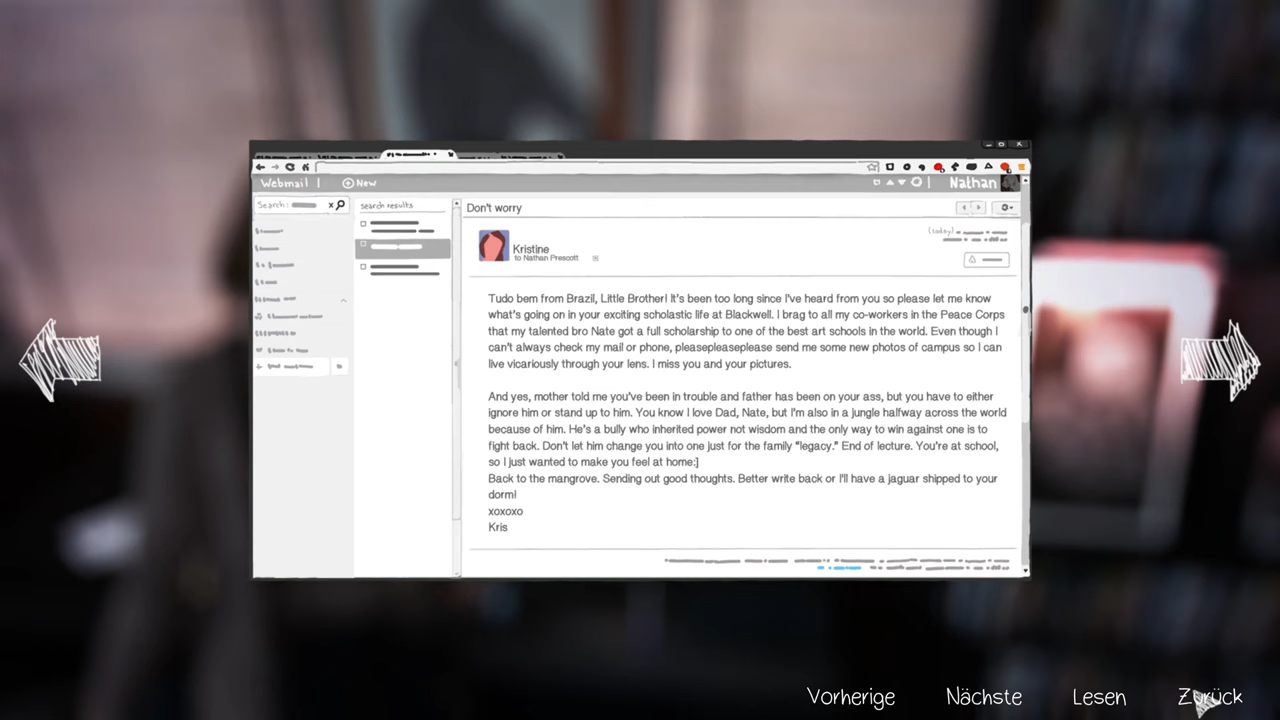 Webmail | New
Nathan
Search:
search results
Don't worry
(today)
Kristine
to Nathan Prescott
Tudo bem from Brazil, Little Brother! It's been too long since I've heard from you so please let me know
what's going on in your exciting scholastic life at Blackwell. I brag to all my co-workers in the Peace Corps
that my talented bro Nate got a full scholarship to one of the best art schools in the world. Even though I
can't always check my mail or phone, pleasepleaseplease send me some new photos of campus so I can
live vicariously through your lens. I miss you and your pictures.
And yes, mother told me you've been in trouble and father has been on your ass, but you have to either
ignore him or stand up to him. You know I love Dad, Nate, but I'm also in a jungle halfway across the world
because of him. He's a bully who inherited power not wisdom and the only way to win against one is to
fight back. Don't let him change you into one just for the family "legacy." End of lecture. You're at school,
so I just wanted to make you feel at home:]
Back to the mangrove. Sending out good thoughts. Better write back or I'll have a jaguar shipped to your
dorm!
xoxoxo
Kris
Vorherige
Nächste
Lesen
Zurück